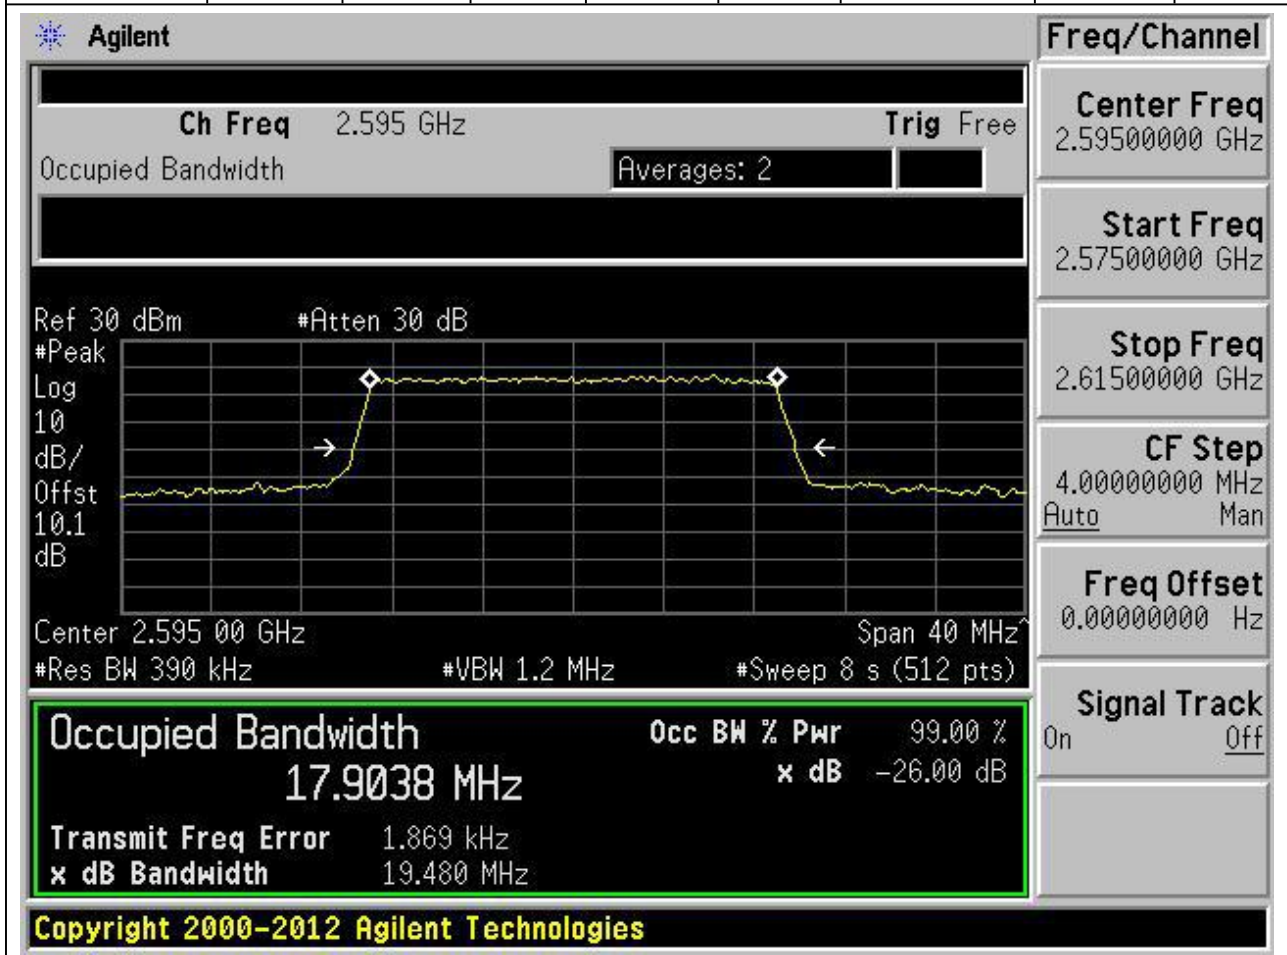 Agilent
Freq/Channel
Ch Freq 2.595 GHz Trig Free
Occupied Bandwidth Averages: 2
Center Freq
2.59500000 GHz
Start Freq
2.57500000 GHz
Stop Freq
2.61500000 GHz
CF Step
4.00000000 MHz
Auto Man
Freq Offset
0.00000000 Hz
Signal Track
On Off
Ref 30 dBm #Atten 30 dB
#Peak
Log
10
dB/
Offst
10.1
dB
Center 2.595 00 GHz Span 40 MHz^
#Res BW 390 kHz #VBW 1.2 MHz #Sweep 8 s (512 pts)
Occupied Bandwidth Occ BW % Pwr 99.00 %
17.9038 MHz x dB -26.00 dB
Transmit Freq Error 1.869 kHz
x dB Bandwidth 19.480 MHz
Copyright 2000-2012 Agilent Technologies